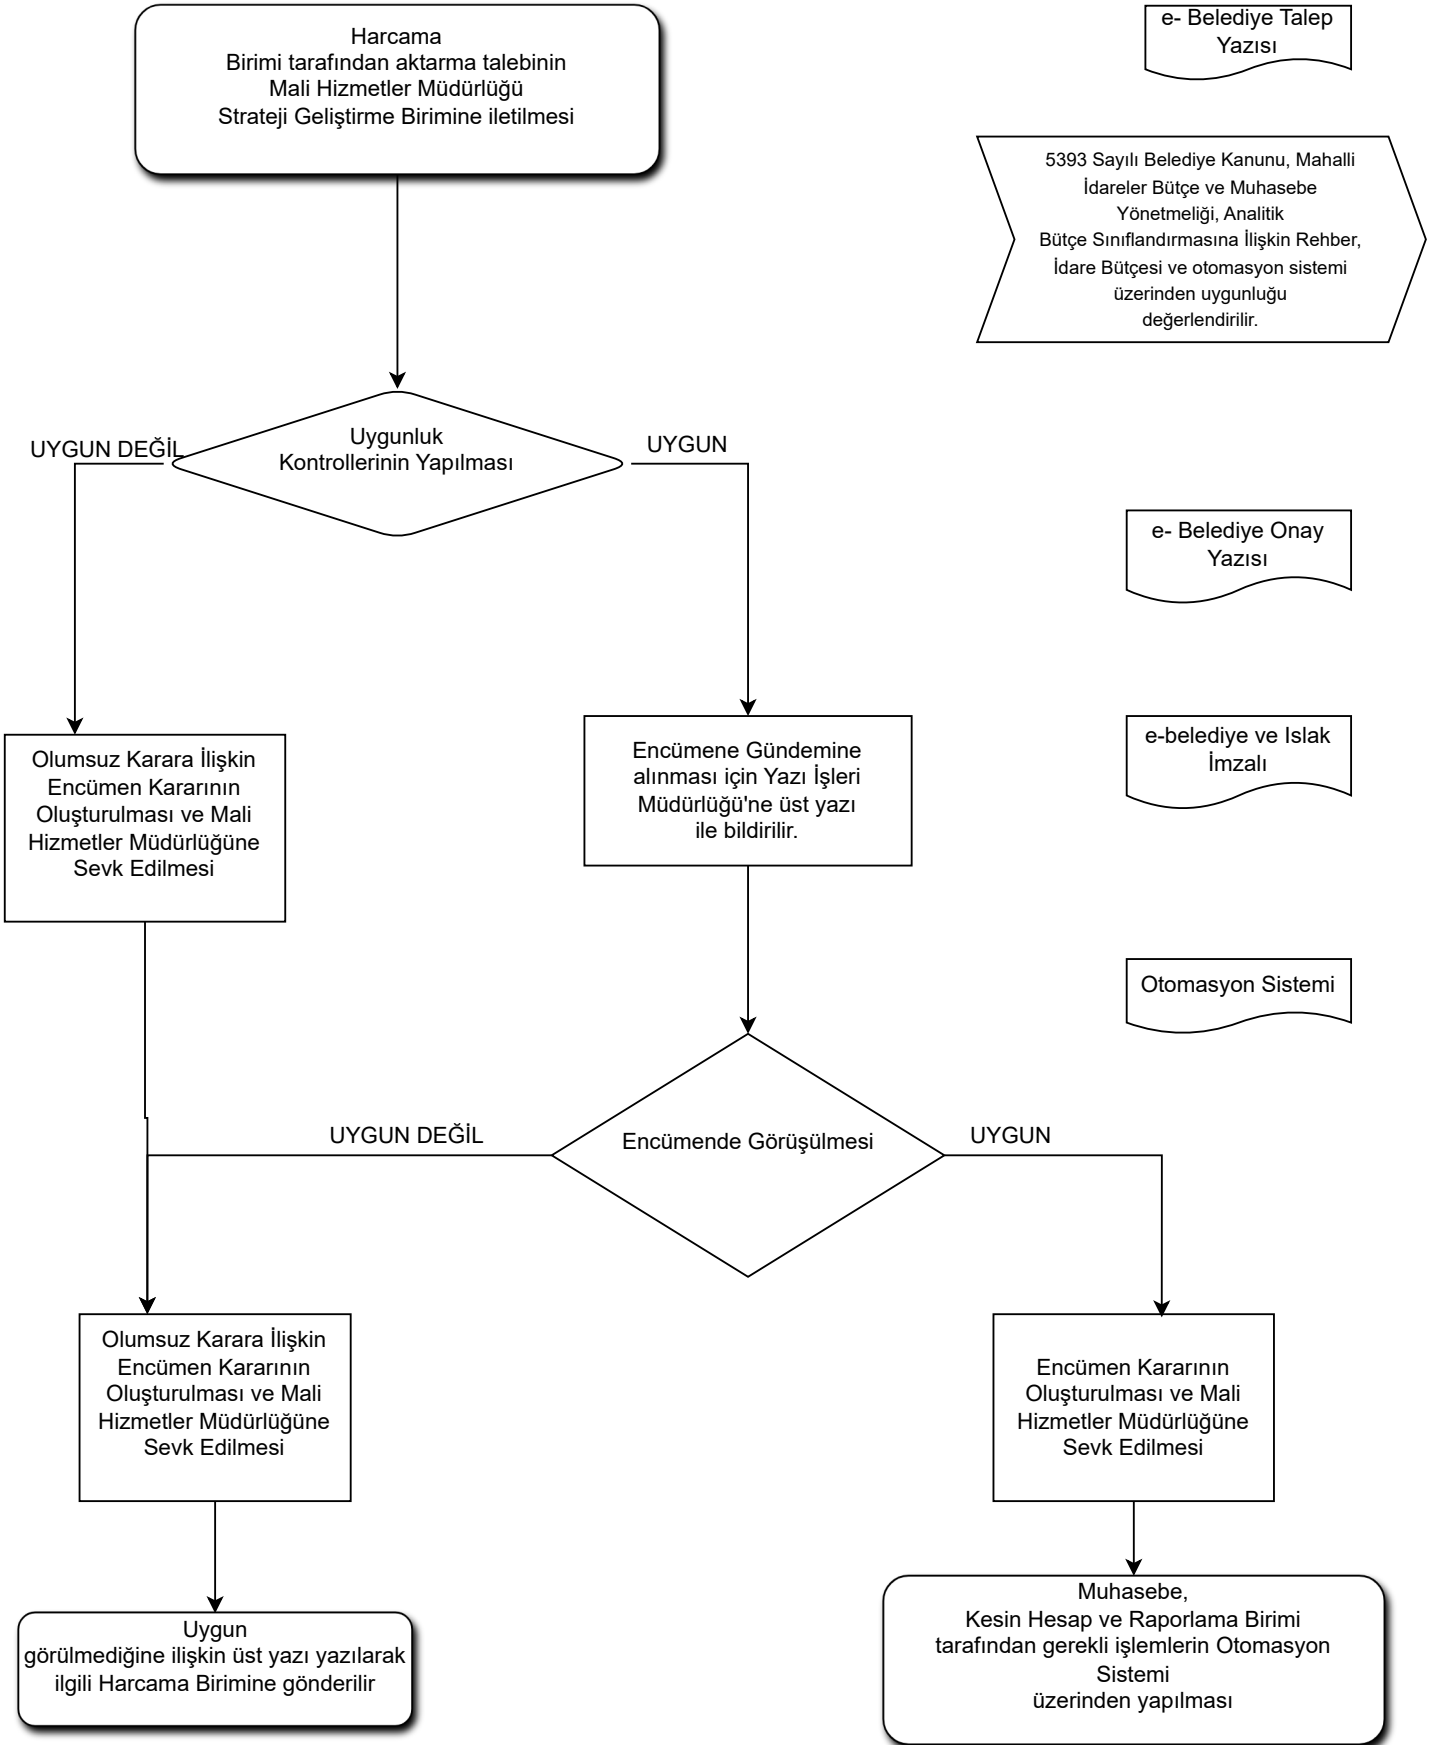 Harcama
Birimi tarafından aktarma talebinin
Mali Hizmetler Müdürlüğü
Strateji Geliştirme Birimine iletilmesi
e- Belediye Talep
Yazısı
5393 Sayılı Belediye Kanunu, Mahalli
İdareler Bütçe ve Muhasebe
Yönetmeliği, Analitik
Bütçe Sınıflandırmasına İlişkin Rehber,
İdare Bütçesi ve otomasyon sistemi
üzerinden uygunluğu
değerlendirilir.
UYGUN DEĞİL
Uygunluk
Kontrollerinin Yapılması
UYGUN
e- Belediye Onay
Yazısı
Olumsuz Karara İlişkin
Encümen Kararının
Oluşturulması ve Mali
Hizmetler Müdürlüğüne
Sevk Edilmesi
Encümene Gündemine
alınması için Yazı İşleri
Müdürlüğü'ne üst yazı
ile bildirilir.
e-belediye ve Islak
İmzalı
Otomasyon Sistemi
UYGUN DEĞİL
Encümende Görüşülmesi
UYGUN
Olumsuz Karara İlişkin
Encümen Kararının
Oluşturulması ve Mali
Hizmetler Müdürlüğüne
Sevk Edilmesi
Encümen Kararının
Oluşturulması ve Mali
Hizmetler Müdürlüğüne
Sevk Edilmesi
Uygun
görülmediğine ilişkin üst yazı yazılarak
ilgili Harcama Birimine gönderilir
Muhasebe,
Kesin Hesap ve Raporlama Birimi
tarafından gerekli işlemlerin Otomasyon
Sistemi
üzerinden yapılması